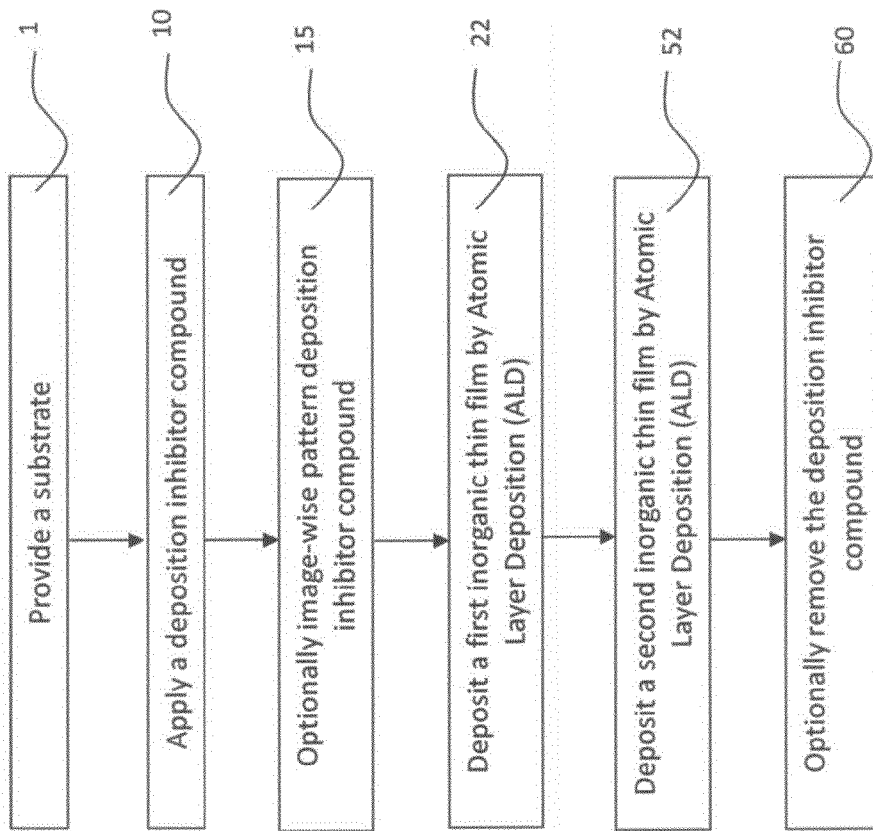 Provide a substrate
1
Apply a deposition inhibitor compound
10
Optionally image-wise pattern deposition
inhibitor compound
15
Deposit a first inorganic thin film by Atomic
Layer Deposition (ALD)
22
Deposit a second inorganic thin film by Atomic
Layer Deposition (ALD)
52
Optionally remove the deposition inhibitor
compound
60